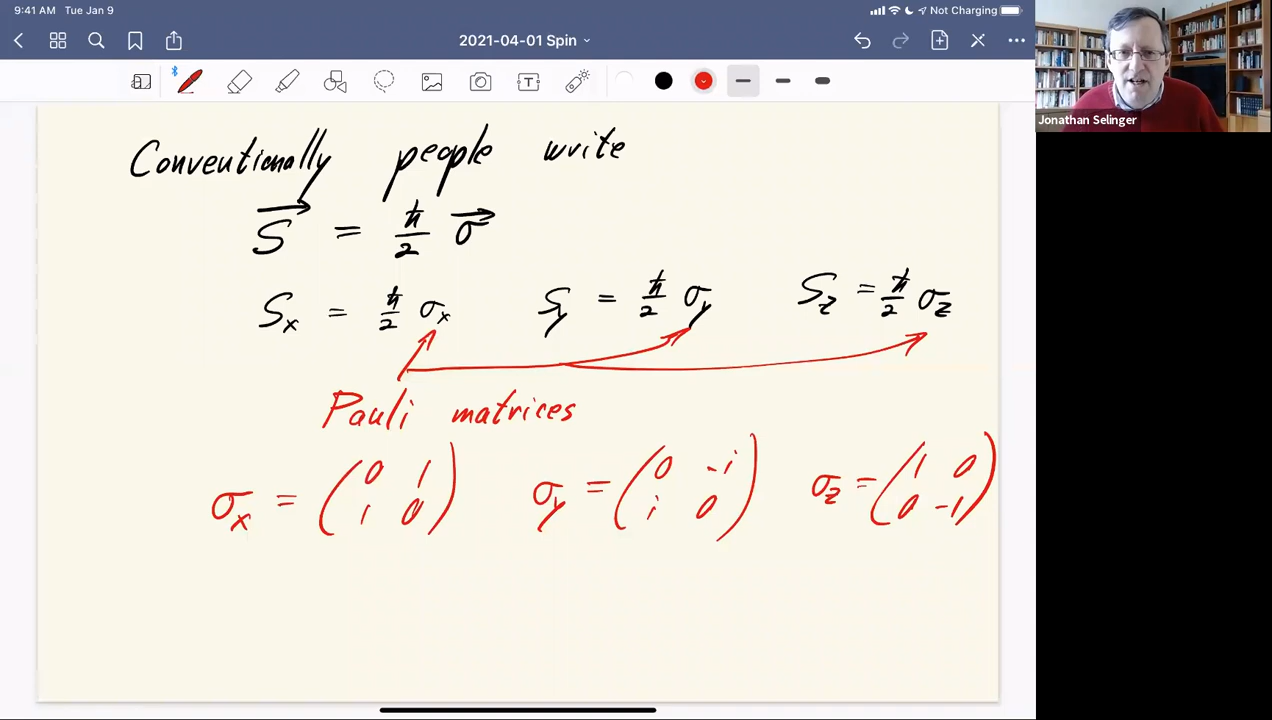 9:41 AM Tue Jan 9
Not Charging
2021-04-01 Spin
T
Jonathan Selinger
Conventionally people write
S⃗ = ℏ/2 σ⃗
Sx = ℏ/2 σx Sy = ℏ/2 σy Sz = ℏ/2 σz
Pauli matrices
σx = (0 1; 1 0) σy = (0 -i; i 0) σz = (1 0; 0 -1)